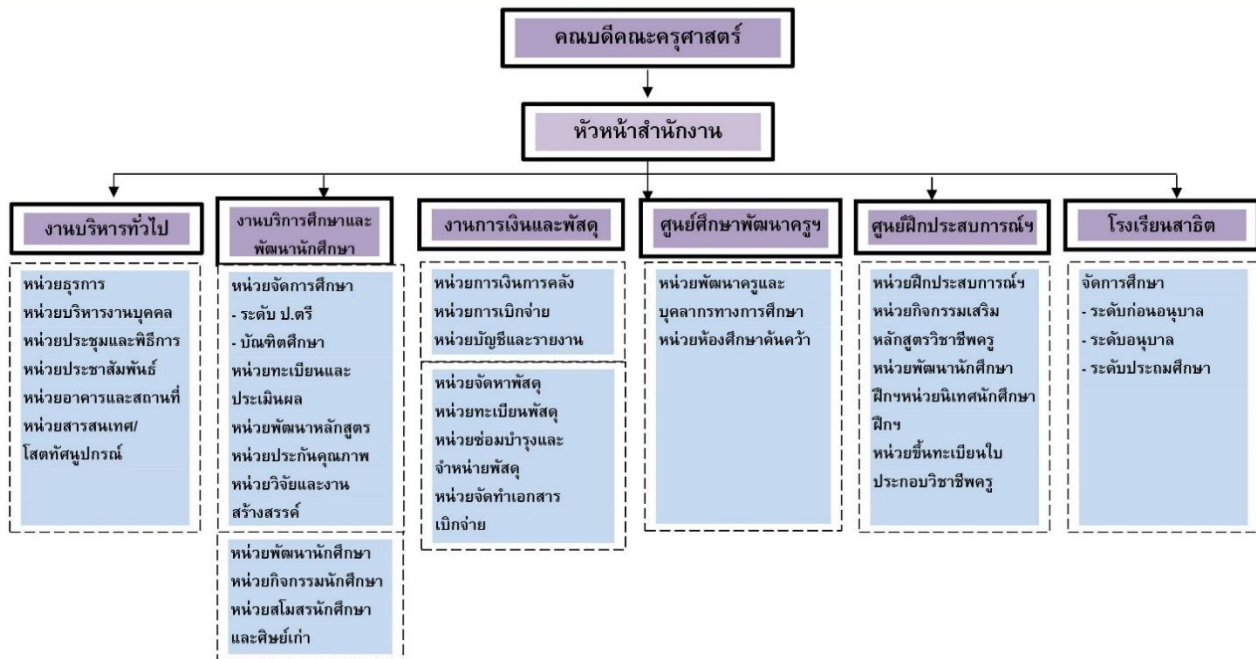 คณบดีคณะครุศาสตร์
หัวหน้าสำนักงาน
งานบริหารทั่วไป
หน่วยธุรการ
หน่วยบริหารงานบุคคล
หน่วยประชุมและพิธีการ
หน่วยประชาสัมพันธ์
หน่วยอาคารและสถานที่
หน่วยสารสนเทศ/
โสตทัศนูปกรณ์
งานบริการศึกษาและ
พัฒนานักศึกษา
หน่วยจัดการศึกษา
- ระดับ ป.ตรี
- บัณฑิตศึกษา
หน่วยทะเบียนและ
ประเมินผล
หน่วยพัฒนาหลักสูตร
หน่วยประกันคุณภาพ
หน่วยวิจัยและงาน
สร้างสรรค์
หน่วยพัฒนานักศึกษา
หน่วยกิจกรรมนักศึกษา
หน่วยสโมสรนักศึกษา
และศิษย์เก่า
งานการเงินและพัสดุ
หน่วยการเงินการคลัง
หน่วยการเบิกจ่าย
หน่วยบัญชีและรายงาน
หน่วยจัดหาพัสดุ
หน่วยทะเบียนพัสดุ
หน่วยซ่อมบำรุงและ
จำหน่ายพัสดุ
หน่วยจัดทำเอกสาร
เบิกจ่าย
ศูนย์ศึกษาพัฒนาครูฯ
หน่วยพัฒนาครูและ
บุคลากรทางการศึกษา
หน่วยห้องศึกษาค้นคว้า
ศูนย์ฝึกประสบการณ์ฯ
หน่วยฝึกประสบการณ์ฯ
หน่วยกิจกรรมเสริม
หลักสูตรวิชาชีพครู
หน่วยพัฒนานักศึกษา
ฝึกฯหน่วยนิเทศนักศึกษา
ฝึกฯ
หน่วยขึ้นทะเบียนใบ
ประกอบวิชาชีพครู
โรงเรียนสาธิต
จัดการศึกษา
- ระดับก่อนอนุบาล
- ระดับอนุบาล
- ระดับประถมศึกษา